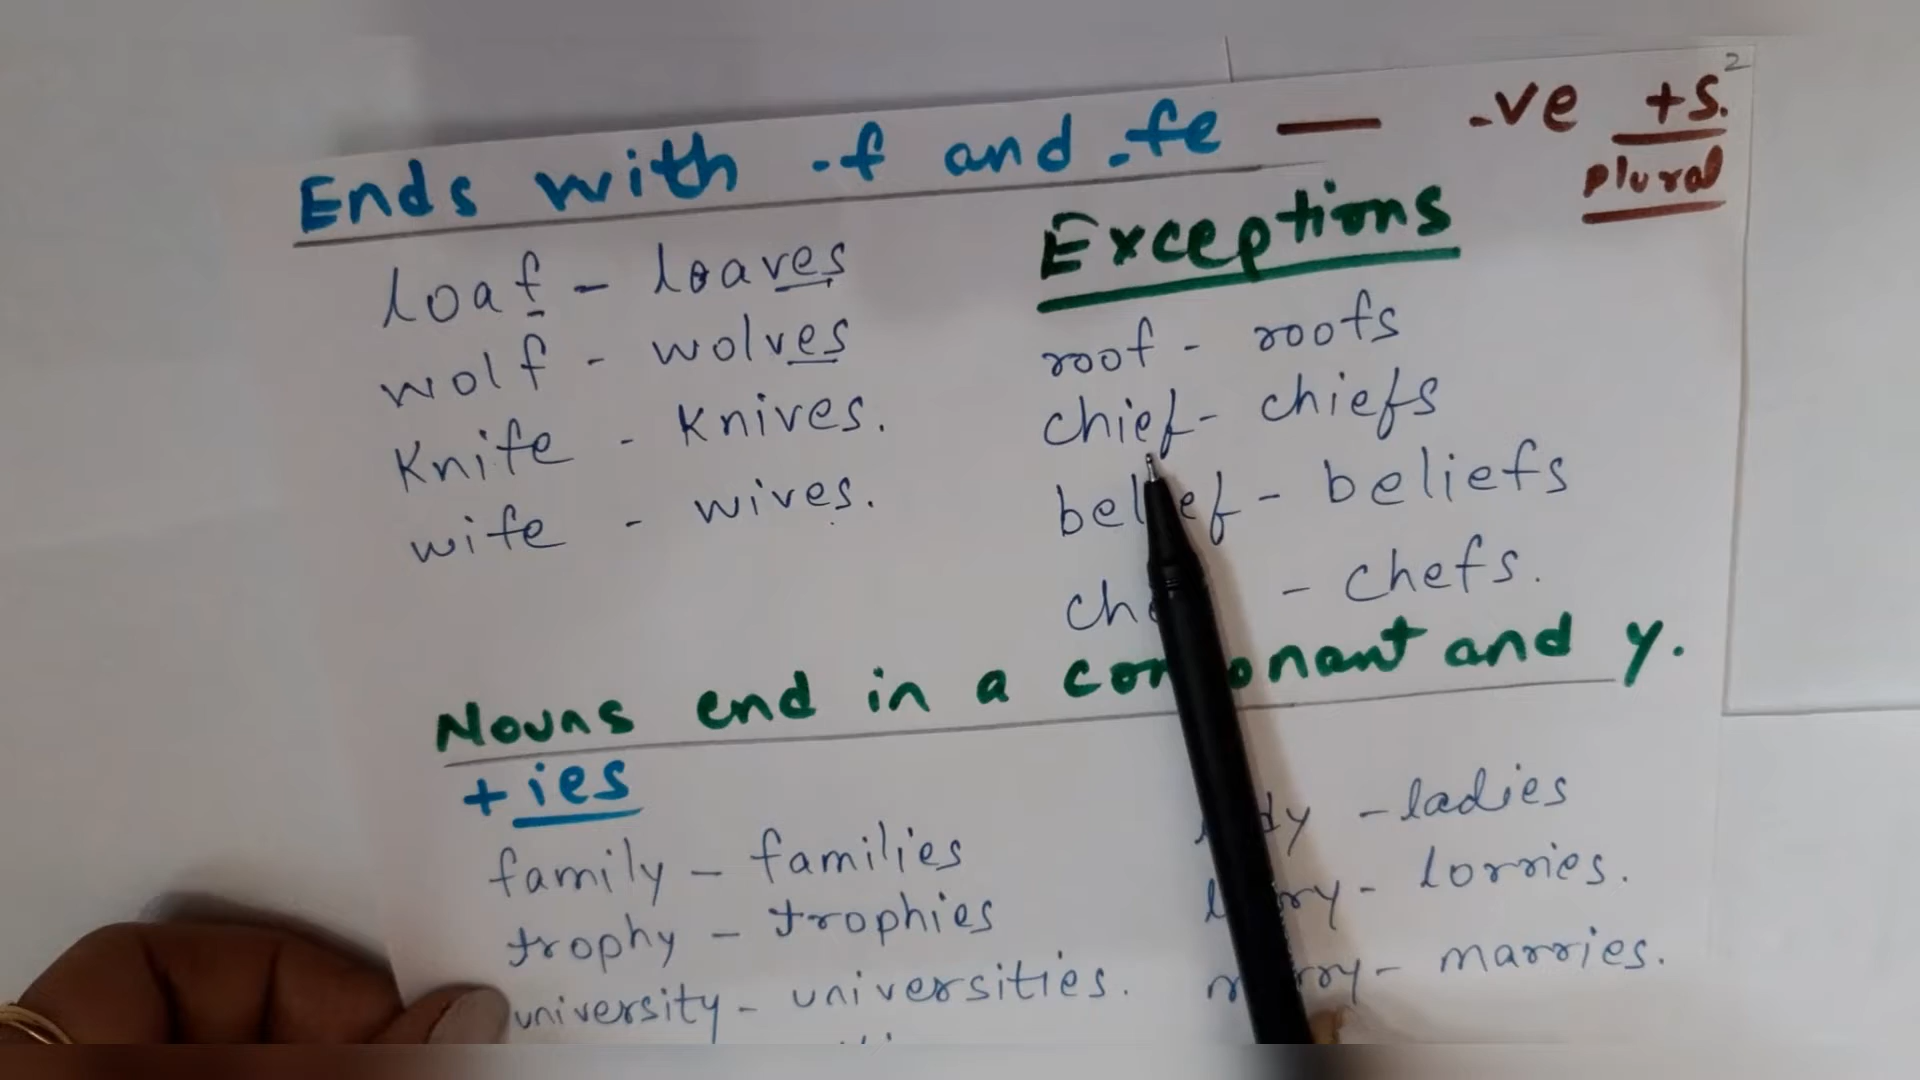 2
Ends with -f and -fe — -ve +s.
plural
Exceptions
loaf - loaves
wolf - wolves
Knife - Knives.
wife - wives.
roof - roofs
chief - chiefs
belief - beliefs
- chefs.
Nouns end in a and y.
+ies
family - families
trophy - trophies
university - universities.
- ladies
- lorries.
- marries.